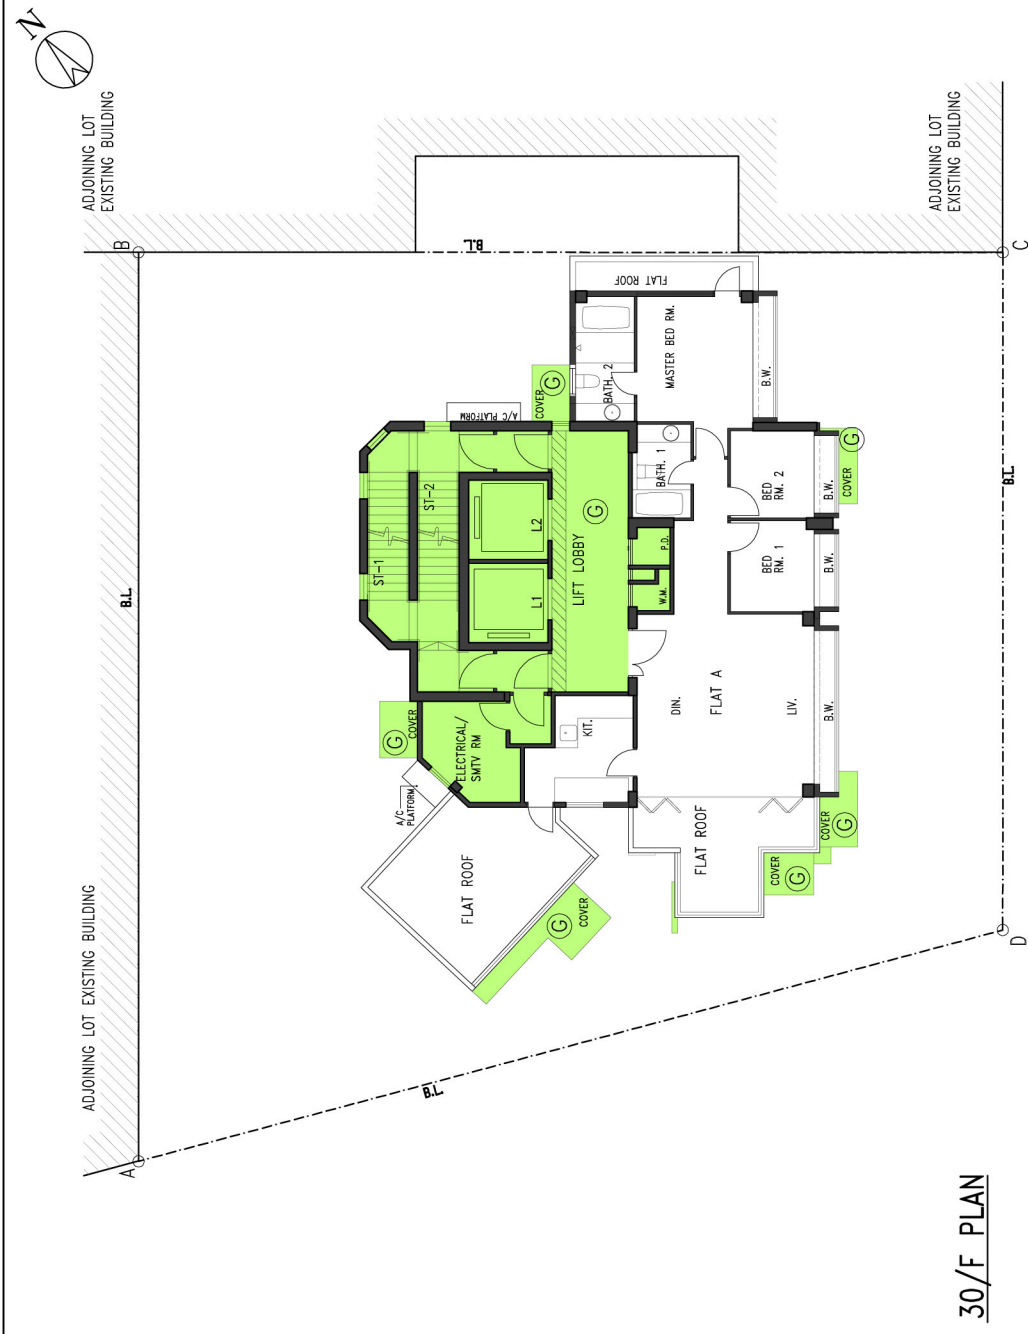 N
ADJOINING LOT
EXISTING BUILDING
ADJOINING LOT
EXISTING BUILDING
ADJOINING LOT EXISTING BUILDING
A
B
C
D
B.L.
B.L.
B.L.
B.L.
ST-1
ST-2
A/C PLATFORM
COVER
G
L1
L2
LIFT LOBBY
G
P.D.
W.M.
FLAT ROOF
BATH. 2
MASTER BED RM.
B.W.
BATH. 1
BED
RM. 2
B.W.
COVER
G
BED
RM. 1
B.W.
DIN.
FLAT A
LIV.
B.W.
KIT.
ELECTRICAL/
SMTV RM
G
COVER
A/C
PLATFORM
FLAT ROOF
G
COVER
FLAT ROOF
COVER
G
COVER
G
30/F PLAN